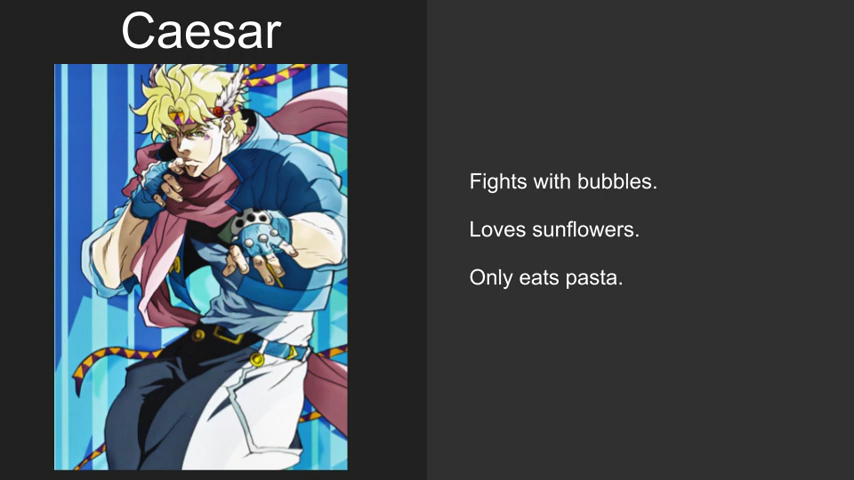 Caesar
Fights with bubbles.
Loves sunflowers.
Only eats pasta.